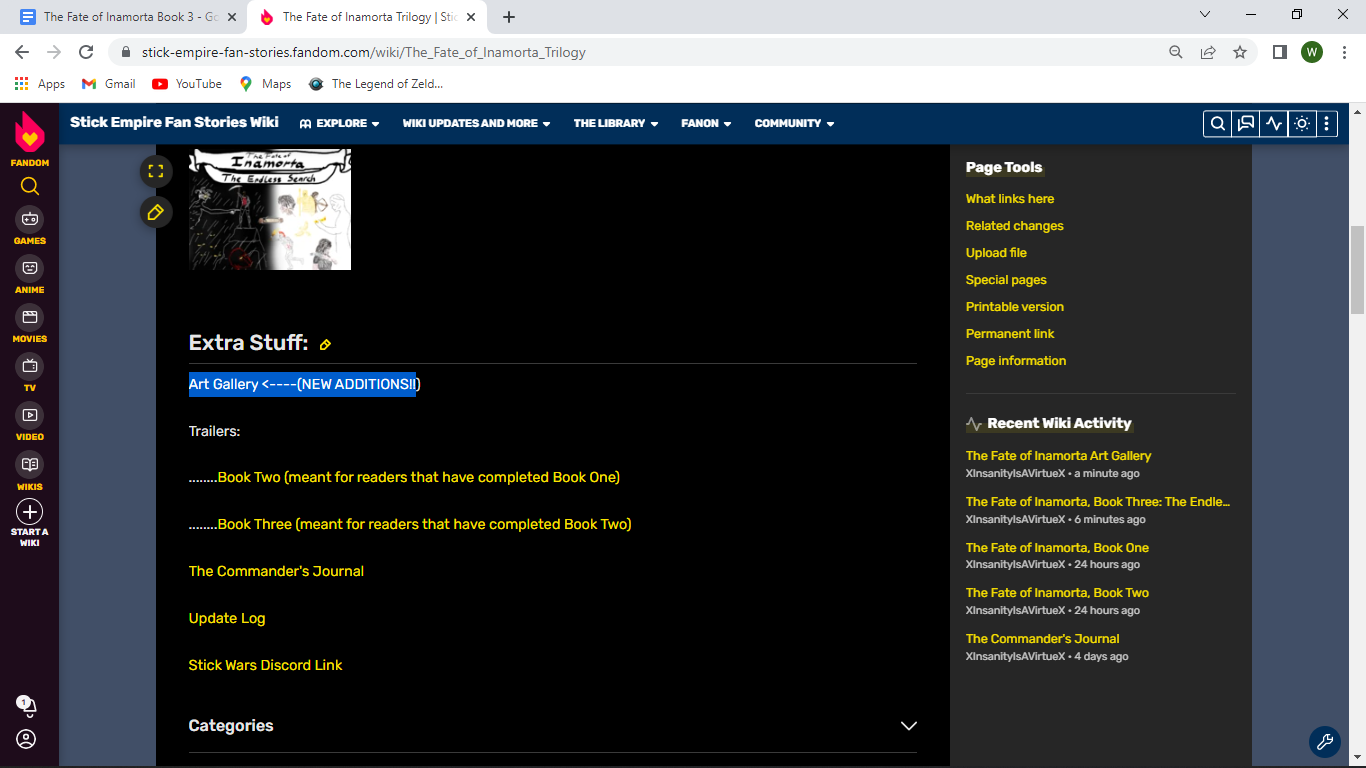 The Fate of Inamorta Book 3 - Go
The Fate of Inamorta Trilogy | Stic
stick-empire-fan-stories.fandom.com/wiki/The_Fate_of_Inamorta_Trilogy
W
Apps
Gmail
YouTube
Maps
The Legend of Zeld...
Stick Empire Fan Stories Wiki
EXPLORE
WIKI UPDATES AND MORE
THE LIBRARY
FANON
COMMUNITY
FANDOM
GAMES
ANIME
MOVIES
TV
VIDEO
WIKIS
START A
WIKI
1
The Fate of
Inamorta
The Endless Search
Extra Stuff:
Art Gallery <----(NEW ADDITIONS!!)
Trailers:
........Book Two (meant for readers that have completed Book One)
........Book Three (meant for readers that have completed Book Two)
The Commander's Journal
Update Log
Stick Wars Discord Link
Categories
Page Tools
What links here
Related changes
Upload file
Special pages
Printable version
Permanent link
Page information
Recent Wiki Activity
The Fate of Inamorta Art Gallery
XInsanityIsAVirtueX • a minute ago
The Fate of Inamorta, Book Three: The Endle...
XInsanityIsAVirtueX • 6 minutes ago
The Fate of Inamorta, Book One
XInsanityIsAVirtueX • 24 hours ago
The Fate of Inamorta, Book Two
XInsanityIsAVirtueX • 24 hours ago
The Commander's Journal
XInsanityIsAVirtueX • 4 days ago